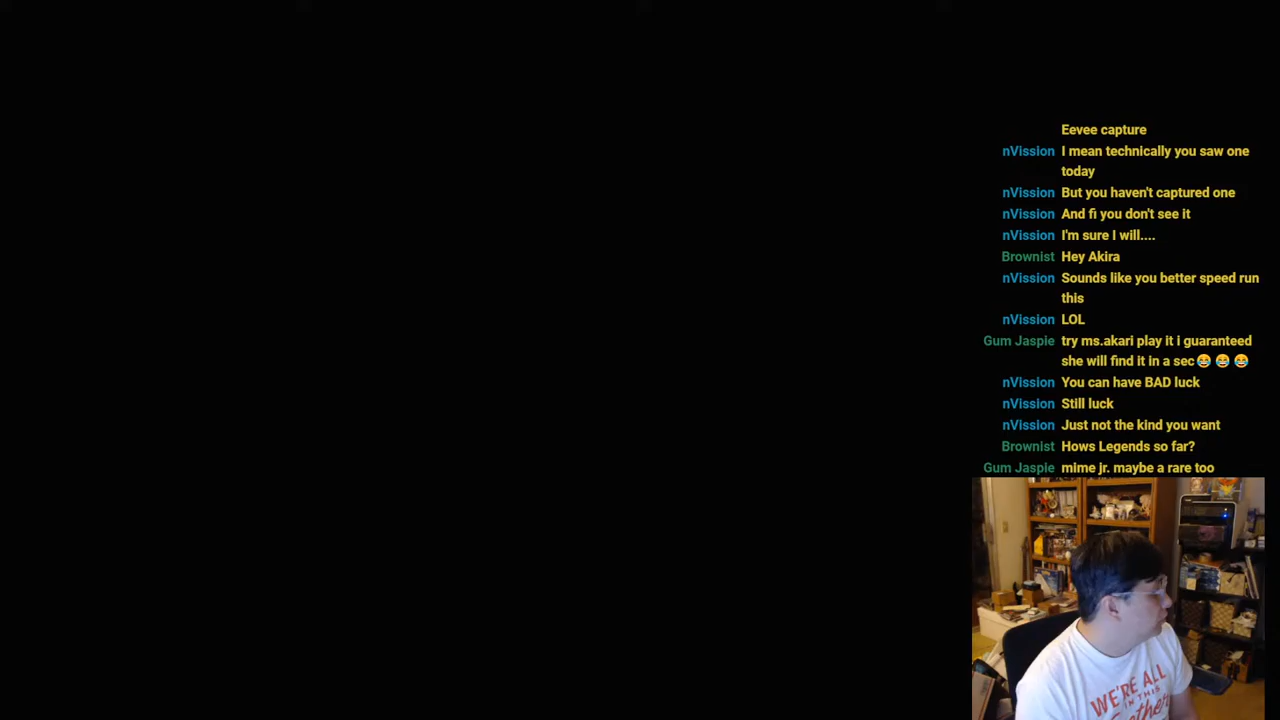 Eevee capture
nVission I mean technically you saw one
today
nVission But you haven't captured one
nVission And fi you don't see it
nVission I'm sure I will....
Brownist Hey Akira
nVission Sounds like you better speed run
this
nVission LOL
Gum Jaspie try ms.akari play it i guaranteed
she will find it in a sec😂😂😂
nVission You can have BAD luck
nVission Still luck
nVission Just not the kind you want
Brownist Hows Legends so far?
Gum Jaspie mime jr. maybe a rare too
WE'RE ALL
IN THIS